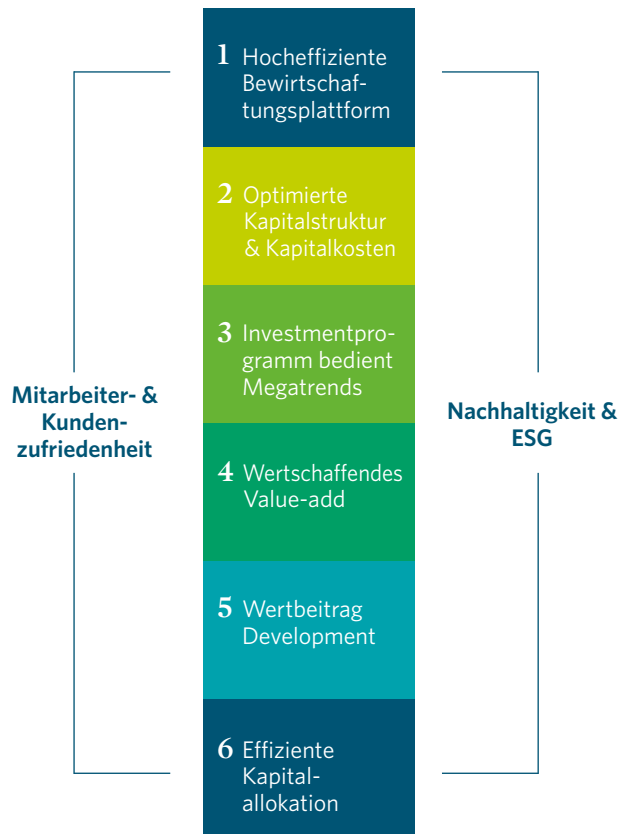 1 Hocheffiziente
Bewirtschaf-
tungsplattform
2 Optimierte
Kapitalstruktur
& Kapitalkosten
3 Investmentpro-
gramm bedient
Megatrends
Mitarbeiter- &
Kunden-
zufriedenheit
Nachhaltigkeit &
ESG
4 Wertschaffendes
Value-add
5 Wertbeitrag
Development
6 Effiziente
Kapital-
allokation